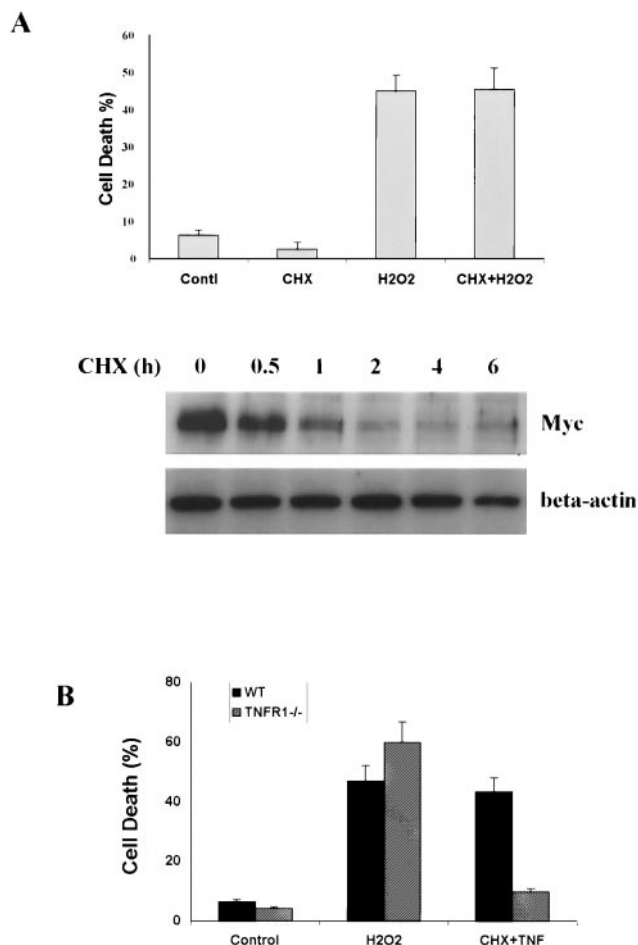 A
60
50
40
30
20
10
0
Cell Death %)
Contl CHX H2O2 CHX+H2O2
CHX (h) 0 0.5 1 2 4 6
Myc
beta-actin
B
80
60
40
20
0
Cell Death (%)
WT
TNFR1-/-
Control H2O2 CHX+TNF